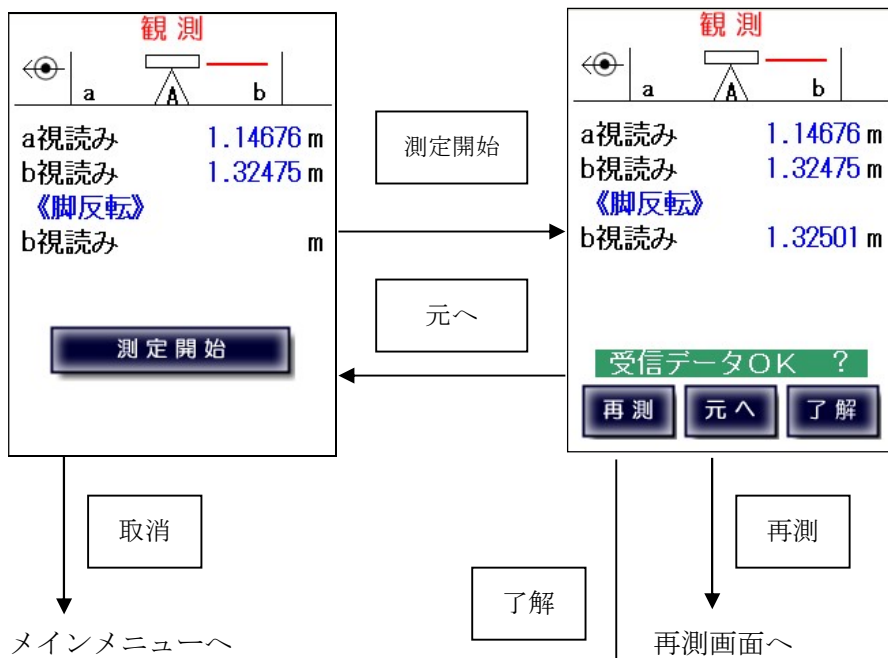 観 測
a
A
b
a視読み 1.14676 m
b視読み 1.32475 m
《脚反転》
b視読み m
測 定 開 始
測定開始
元へ
観 測
a
A
b
a視読み 1.14676 m
b視読み 1.32475 m
《脚反転》
b視読み 1.32501 m
受信データOK ?
再 測
元 へ
了 解
取消
再測
了解
メインメニューへ
再測画面へ